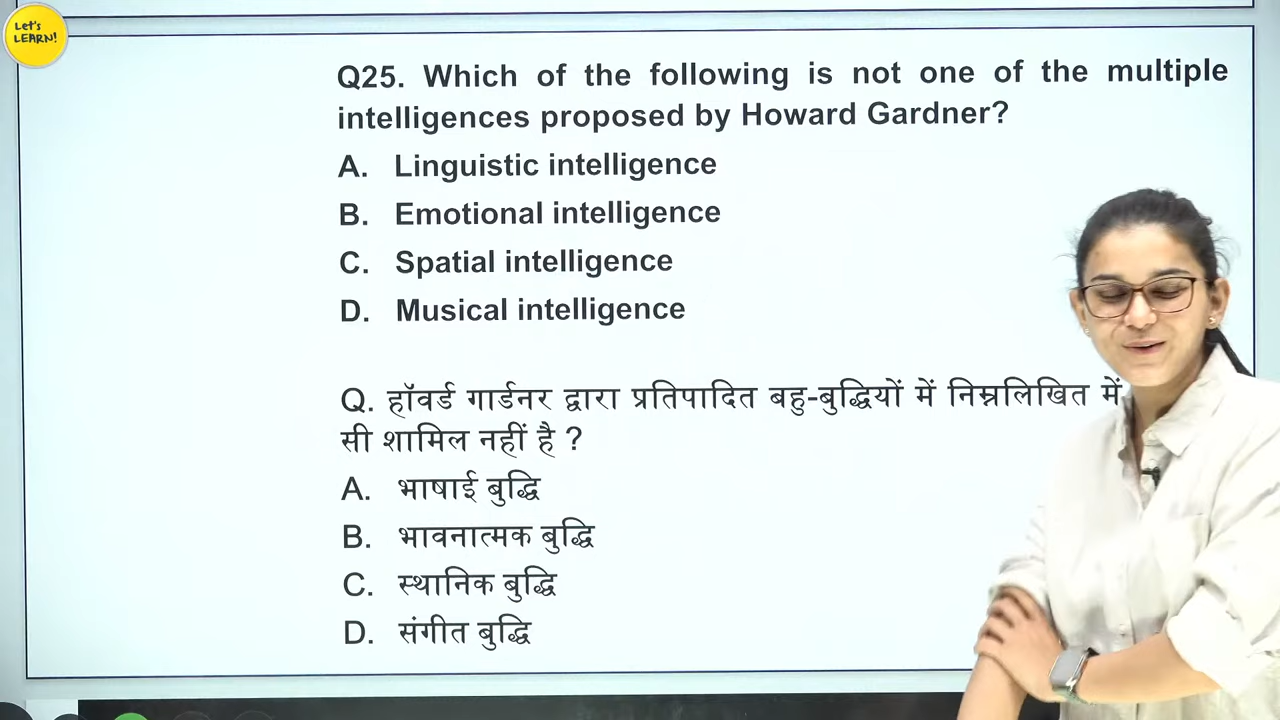 Let's
LEARN!
Q25. Which of the following is not one of the multiple
intelligences proposed by Howard Gardner?
A. Linguistic intelligence
B. Emotional intelligence
C. Spatial intelligence
D. Musical intelligence
Q. हॉवर्ड गार्डनर द्वारा प्रतिपादित बहु-बुद्धियों में निम्नलिखित में
सी शामिल नहीं है ?
A. भाषाई बुद्धि
B. भावनात्मक बुद्धि
C. स्थानिक बुद्धि
D. संगीत बुद्धि